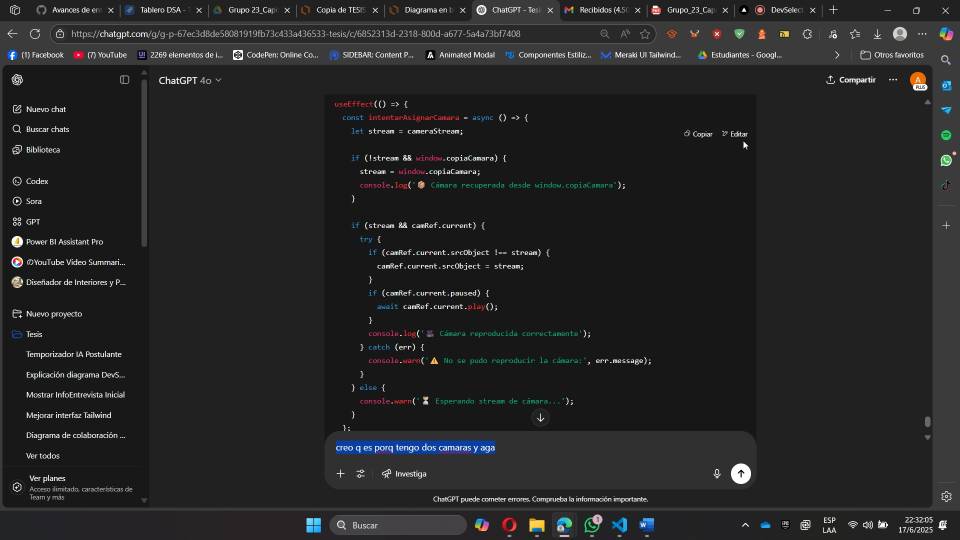 Avances de en
Tablero DSA - T
Grupo 23_Cap
Copia de TESIS
Diagrama en b
ChatGPT - Tesi
Recibidos (4.50
Grupo_23_Cap
DevSelect
https://chatgpt.com/g/g-p-67ec3d8de58081919fb73c433a436533-tesis/c/6852313d-2318-800d-a677-5a4a73bf7408
(1) Facebook
(7) YouTube
2269 elementos de i...
CodePen: Online Co...
SIDEBAR: Content P...
Animated Modal
Componentes Estiliz...
Meraki UI Tailwind...
Estudiantes - Googl...
Otros favoritos
ChatGPT 4o
Compartir
Nuevo chat
Buscar chats
Biblioteca
Codex
Sora
GPT
Power BI Assistant Pro
YouTube Video Summari...
Diseñador de Interiores y P...
Nuevo proyecto
Tesis
Temporizador IA Postulante
Explicación diagrama DevS...
Mostrar InfoEntrevista Inicial
Mejorar interfaz Tailwind
Diagrama de colaboración ...
Ver todos
Ver planes
Acceso ilimitado, características de
Team y más
A
PLUS
Copiar
Editar
useEffect(() => {
const intentarAsignarCamara = async () => {
let stream = cameraStream;
if (!stream && window.copiaCamara) {
stream = window.copiaCamara;
console.log('📦 Cámara recuperada desde window.copiaCamara');
}
if (stream && camRef.current) {
try {
if (camRef.current.srcObject !== stream) {
camRef.current.srcObject = stream;
}
if (camRef.current.paused) {
await camRef.current.play();
}
console.log('🎥 Cámara reproducida correctamente');
} catch (err) {
console.warn('⚠️ No se pudo reproducir la cámara:', err.message);
}
} else {
console.warn('⏳ Esperando stream de cámara...');
}
};
creo q es porq tengo dos camaras y aga
Investiga
ChatGPT puede cometer errores. Comprueba la información importante.
Buscar
ESP
LAA
22:32:05
17/6/2025